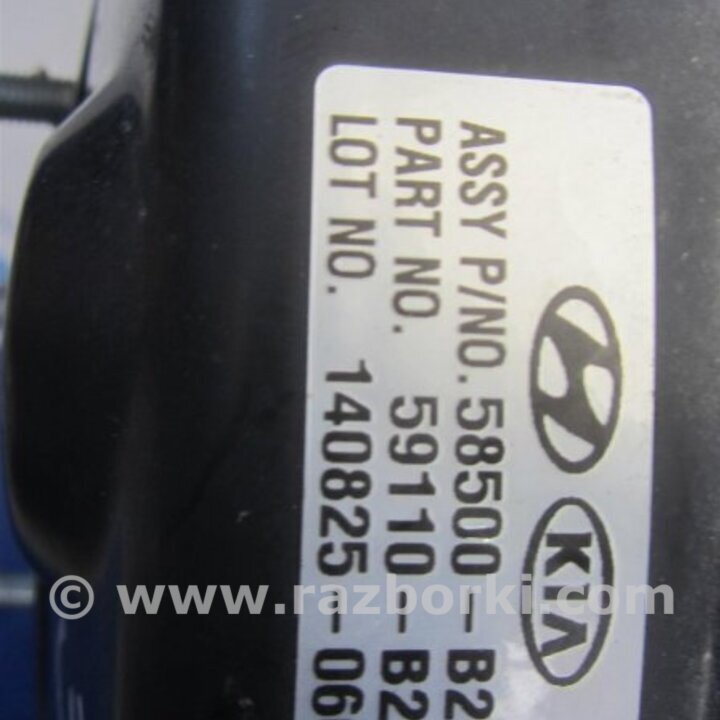 KIA
ASSY P/NO. 58500-B2
PART NO. 59110-B2
LOT NO. 140825-06
© www.razborki.com